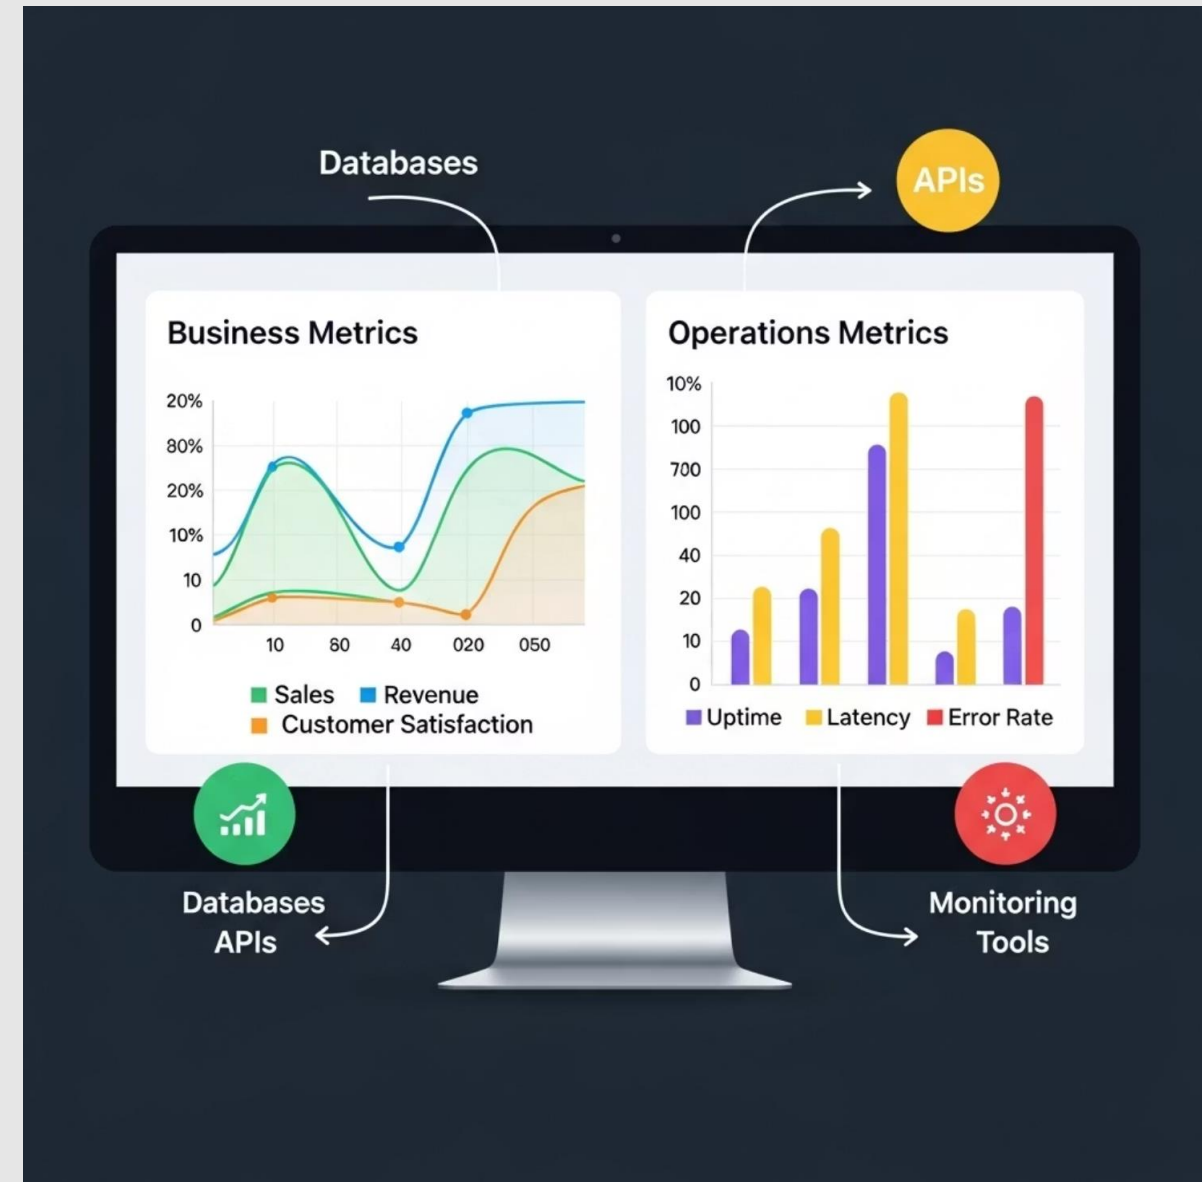 Databases
APIs
Business Metrics
20%
80%
20%
10%
10
0
10
80
40
020
050
Sales
Revenue
Customer Satisfaction
Operations Metrics
10%
100
700
100
40
20
10
0
Uptime
Latency
Error Rate
Databases
APIs
Monitoring
Tools